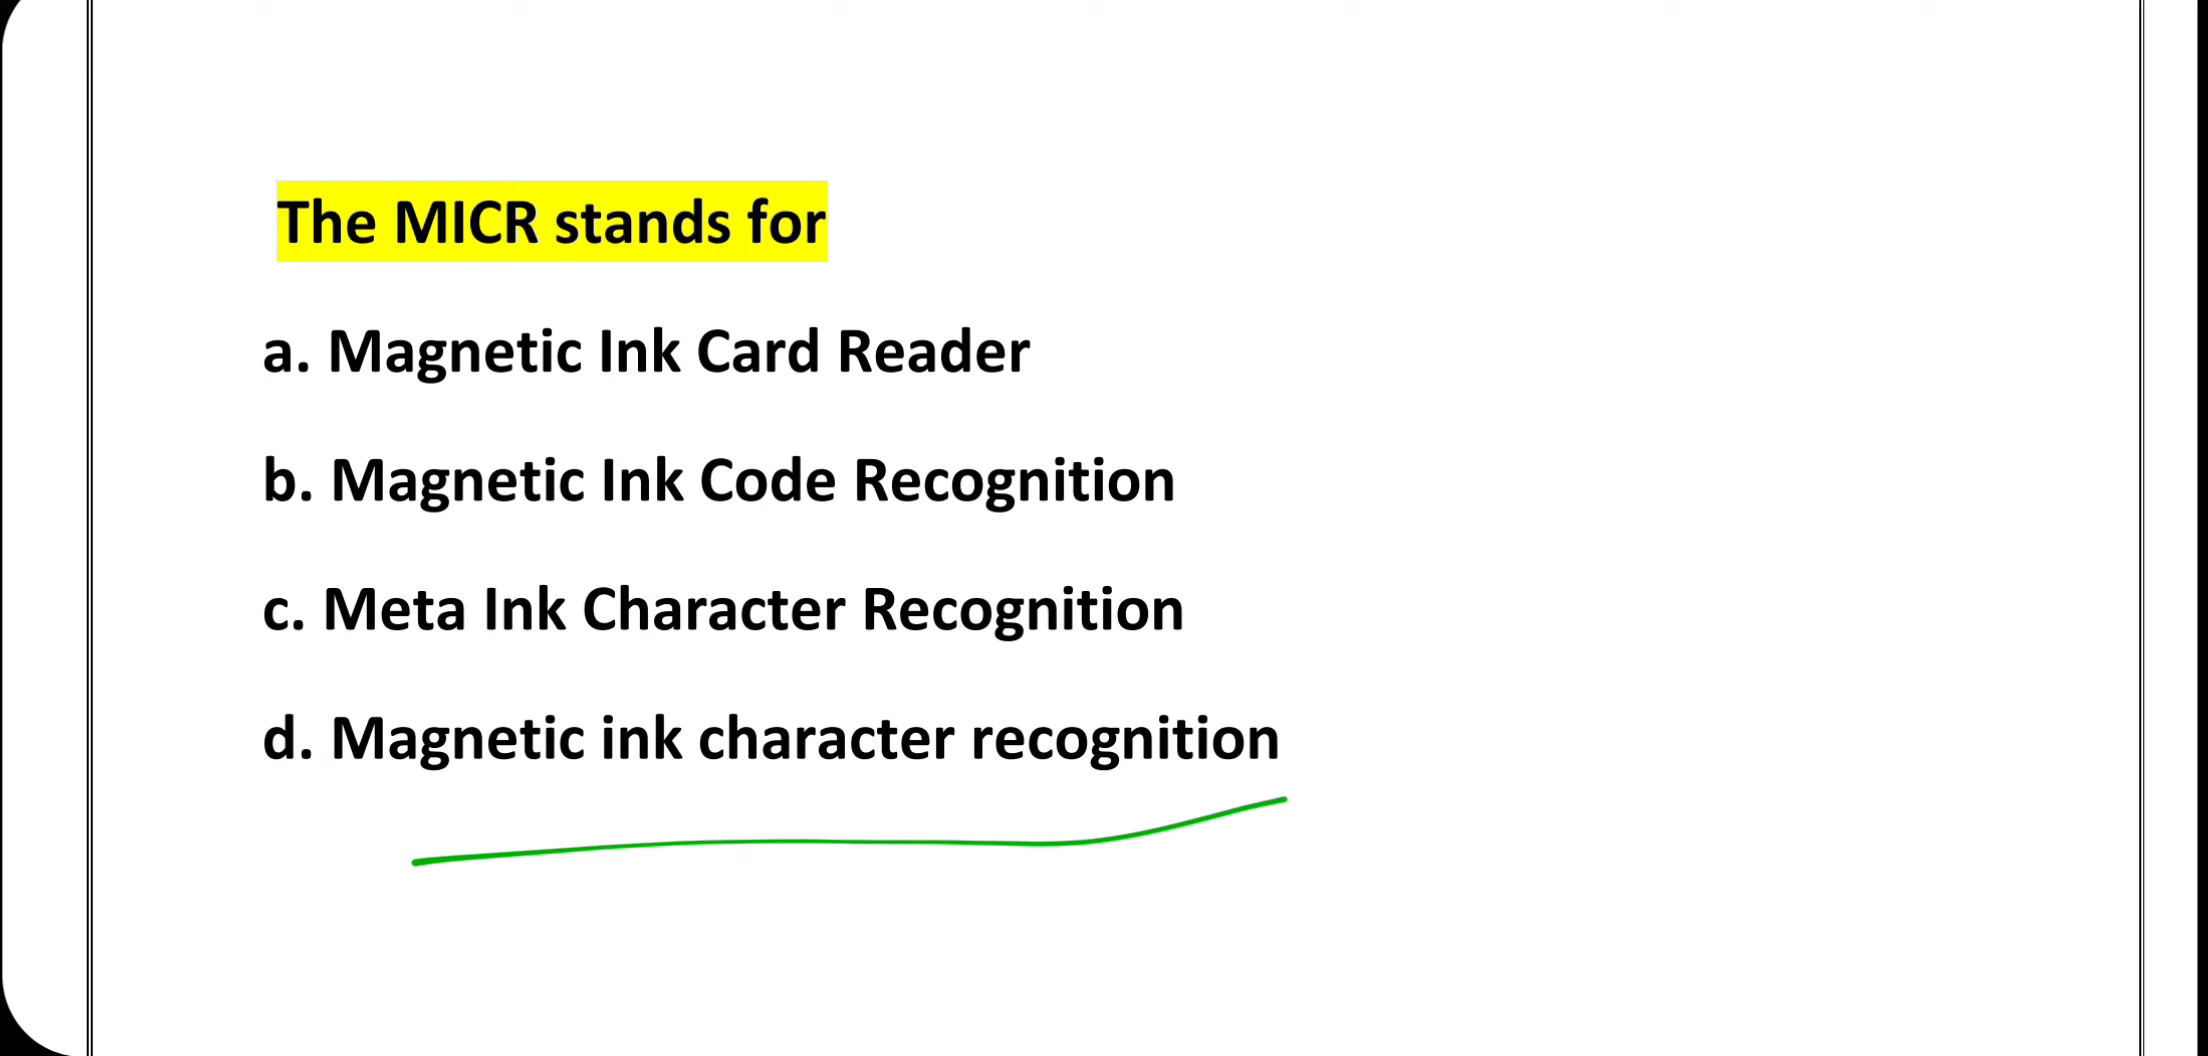 The MICR stands for
a. Magnetic Ink Card Reader
b. Magnetic Ink Code Recognition
c. Meta Ink Character Recognition
d. Magnetic ink character recognition